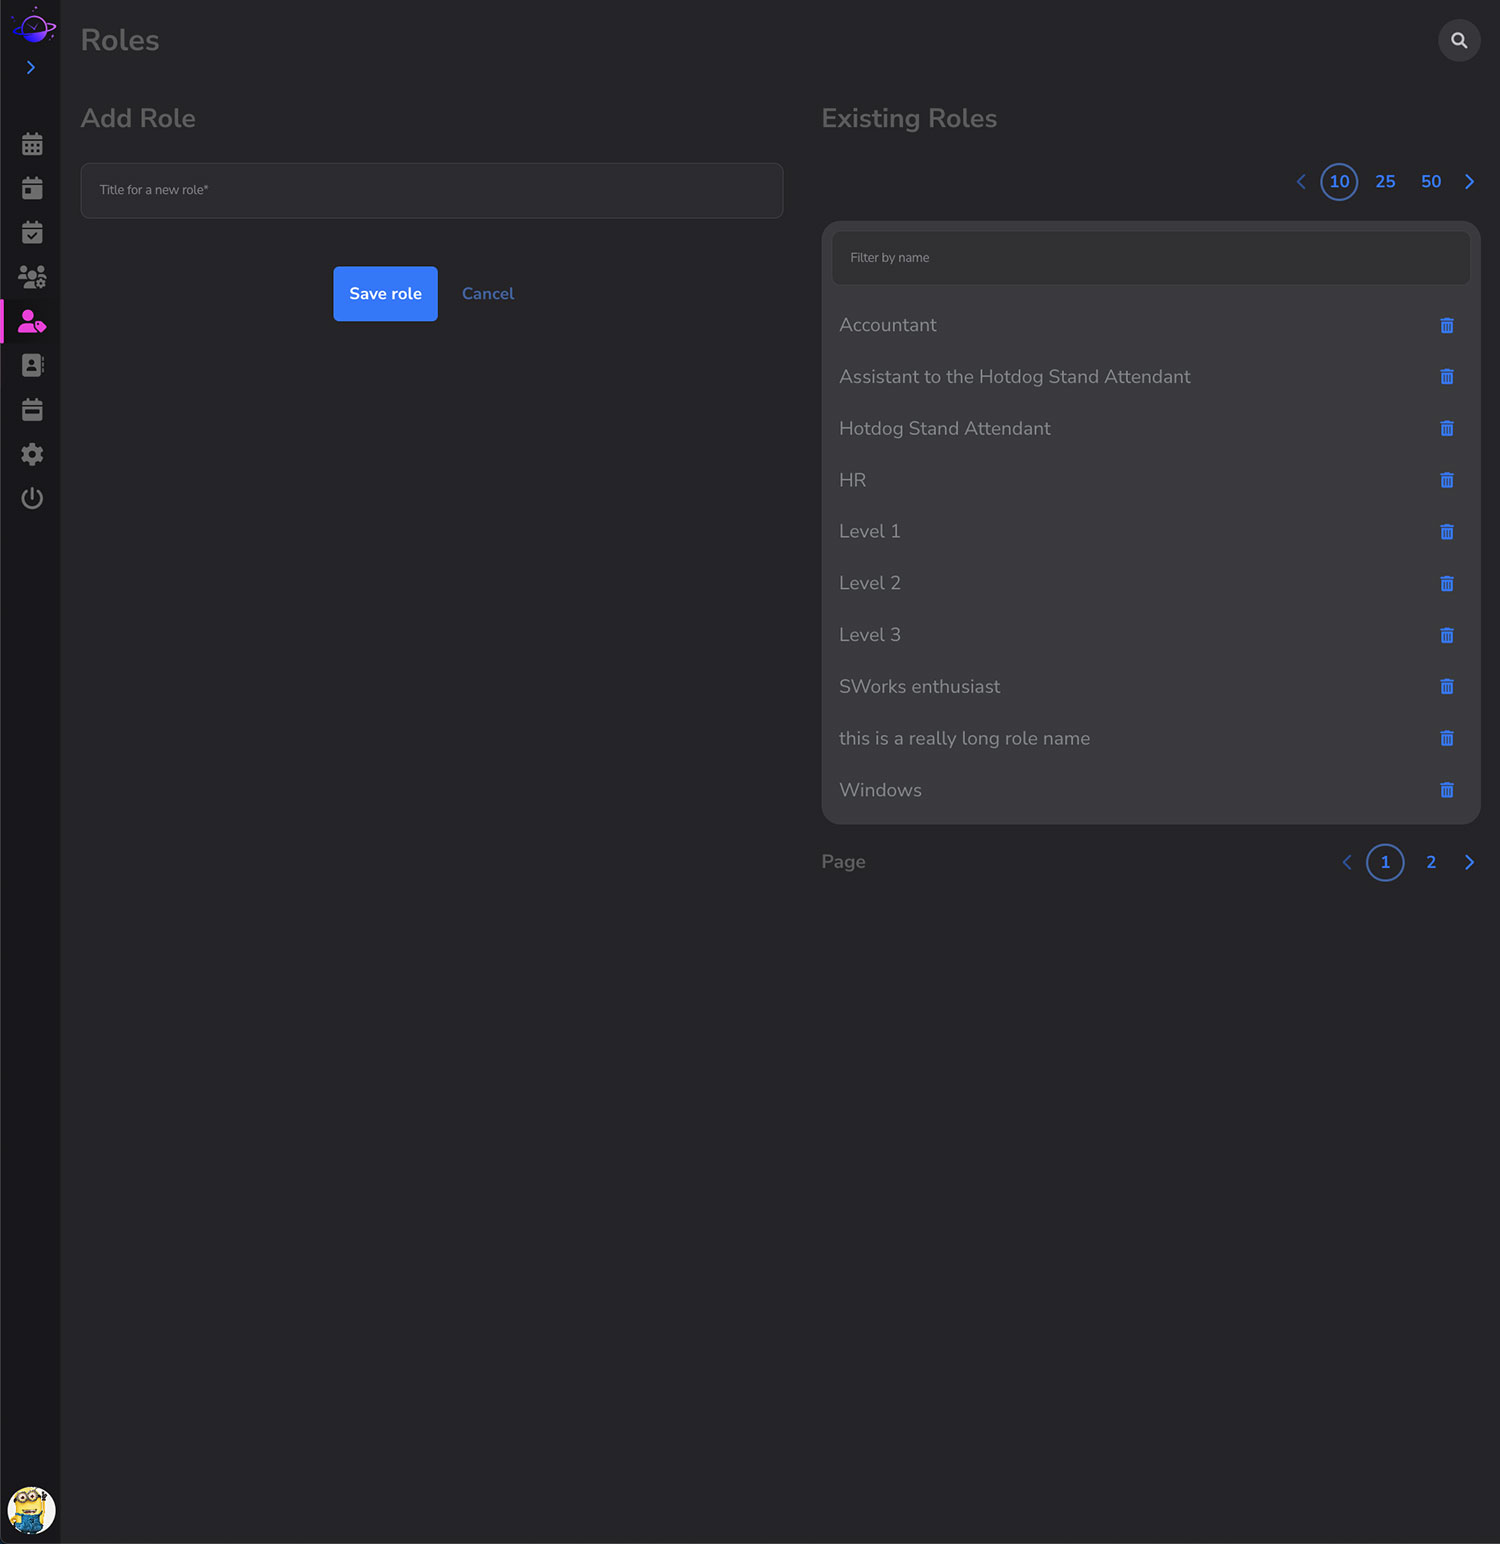 Roles
Add Role
Title for a new role*
Save role Cancel
Existing Roles
10 25 50
Filter by name
Accountant
Assistant to the Hotdog Stand Attendant
Hotdog Stand Attendant
HR
Level 1
Level 2
Level 3
SWorks enthusiast
this is a really long role name
Windows
Page 1 2